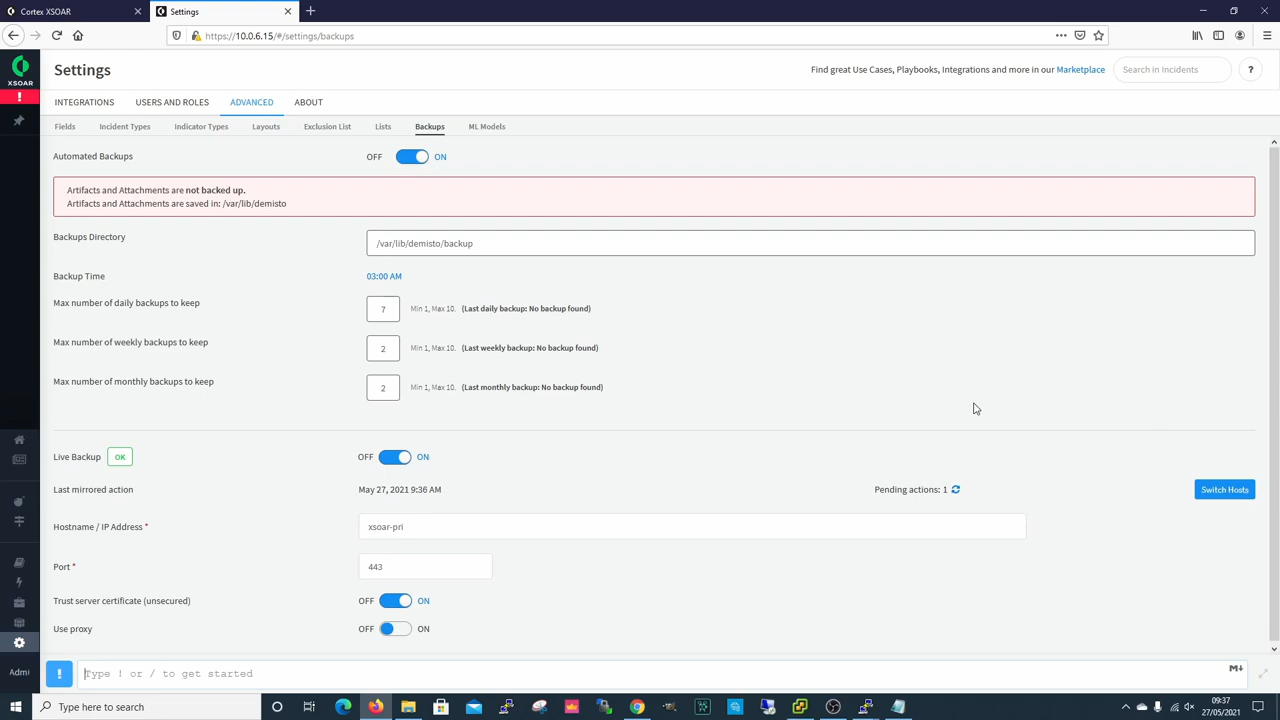 Cortex XSOAR
Settings
https://10.0.6.15/#/settings/backups
XSOAR
Settings
Find great Use Cases, Playbooks, Integrations and more in our Marketplace
Search in Incidents
?
INTEGRATIONS
USERS AND ROLES
ADVANCED
ABOUT
Fields
Incident Types
Indicator Types
Layouts
Exclusion List
Lists
Backups
ML Models
Automated Backups
OFF
ON
Artifacts and Attachments are not backed up.
Artifacts and Attachments are saved in: /var/lib/demisto
Backups Directory
/var/lib/demisto/backup
Backup Time
03:00 AM
Max number of daily backups to keep
7
Min 1, Max 10. (Last daily backup: No backup found)
Max number of weekly backups to keep
2
Min 1, Max 10. (Last weekly backup: No backup found)
Max number of monthly backups to keep
2
Min 1, Max 10. (Last monthly backup: No backup found)
Live Backup
OK
OFF
ON
Last mirrored action
May 27, 2021 9:36 AM
Pending actions: 1
Switch Hosts
Hostname / IP Address *
xsoar-pri
Port *
443
Trust server certificate (unsecured)
OFF
ON
Use proxy
OFF
ON
Admi
!
Type ! or / to get started
M↓
Type here to search
09:37
27/05/2021